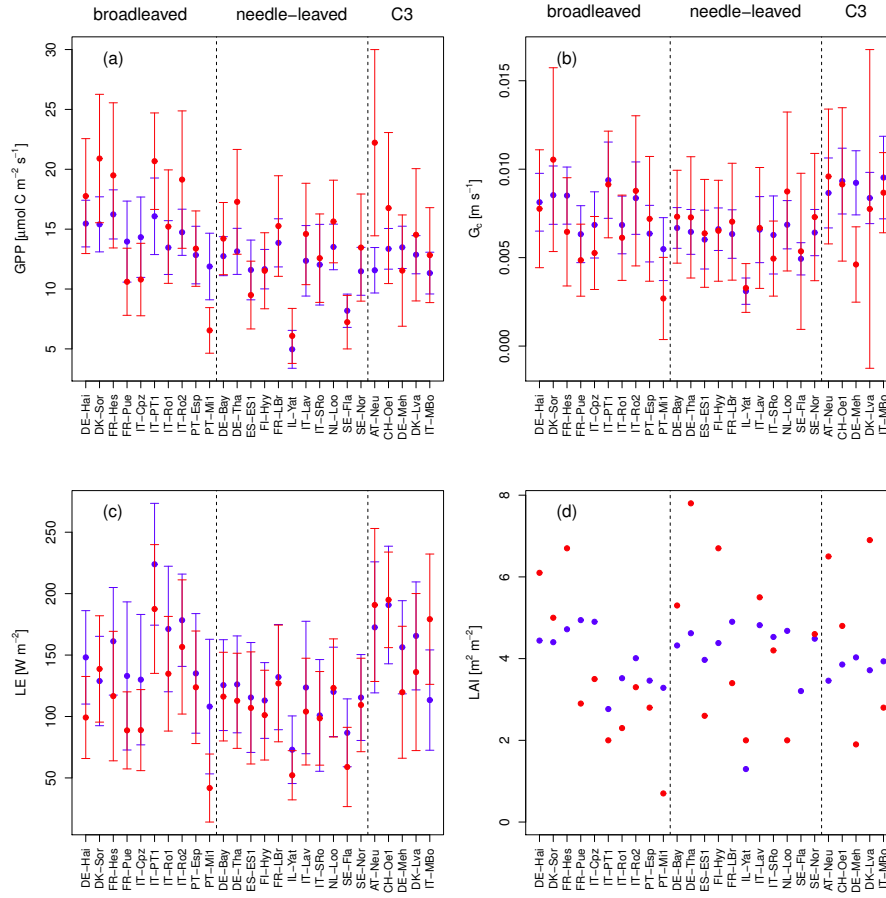 broadleaved needle−leaved C3
broadleaved needle−leaved C3
(a)
GPP [μmol C m⁻² s⁻¹]
30
25
20
15
10
5
DE−Hai
DK−Sor
FR−Hes
FR−Pue
IT−Cpz
IT−PT1
IT−Ro1
IT−Ro2
PT−Esp
PT−Mi1
DE−Bay
DE−Tha
ES−ES1
FI−Hyy
FR−LBr
IL−Yat
IT−Lav
IT−SRo
NL−Loo
SE−Fla
SE−Nor
AT−Neu
CH−Oe1
DE−Meh
DK−Lva
IT−MBo
(b)
G_c [m s⁻¹]
0.015
0.010
0.005
0.000
DE−Hai
DK−Sor
FR−Hes
FR−Pue
IT−Cpz
IT−PT1
IT−Ro1
IT−Ro2
PT−Esp
PT−Mi1
DE−Bay
DE−Tha
ES−ES1
FI−Hyy
FR−LBr
IL−Yat
IT−Lav
IT−SRo
NL−Loo
SE−Fla
SE−Nor
AT−Neu
CH−Oe1
DE−Meh
DK−Lva
IT−MBo
(c)
LE [W m⁻²]
250
200
150
100
50
DE−Hai
DK−Sor
FR−Hes
FR−Pue
IT−Cpz
IT−PT1
IT−Ro1
IT−Ro2
PT−Esp
PT−Mi1
DE−Bay
DE−Tha
ES−ES1
FI−Hyy
FR−LBr
IL−Yat
IT−Lav
IT−SRo
NL−Loo
SE−Fla
SE−Nor
AT−Neu
CH−Oe1
DE−Meh
DK−Lva
IT−MBo
(d)
LAI [m² m⁻²]
8
6
4
2
0
DE−Hai
DK−Sor
FR−Hes
FR−Pue
IT−Cpz
IT−PT1
IT−Ro1
IT−Ro2
PT−Esp
PT−Mi1
DE−Bay
DE−Tha
ES−ES1
FI−Hyy
FR−LBr
IL−Yat
IT−Lav
IT−SRo
NL−Loo
SE−Fla
SE−Nor
AT−Neu
CH−Oe1
DE−Meh
DK−Lva
IT−MBo